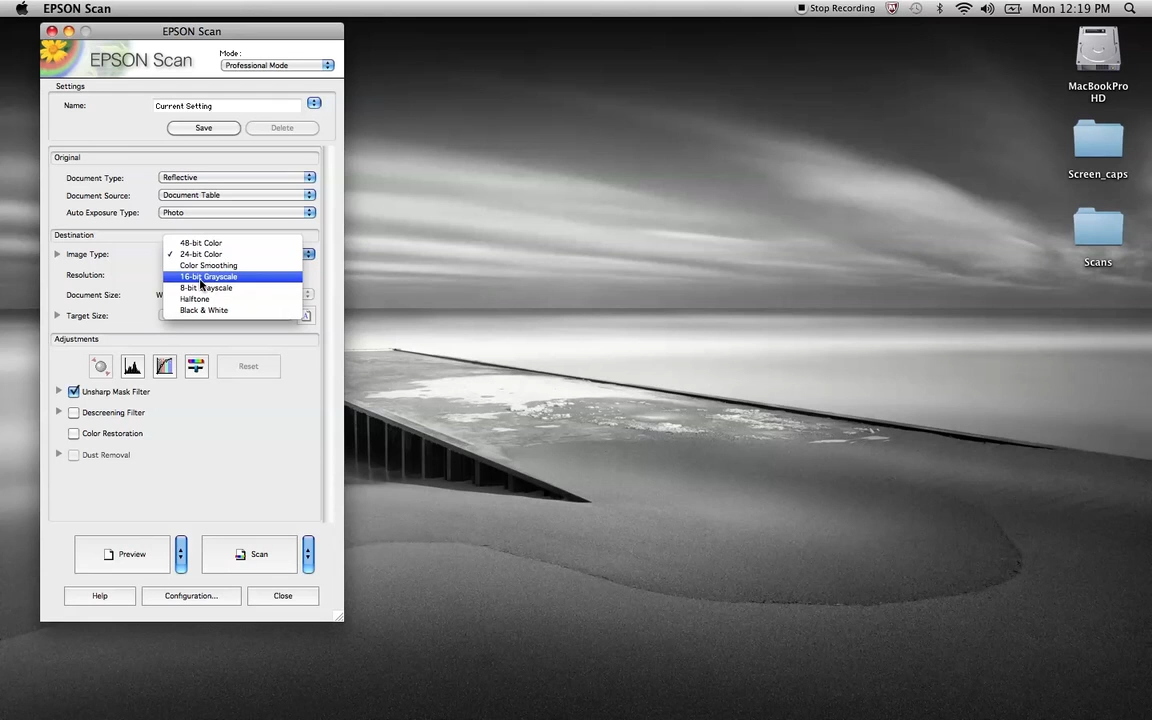 EPSON Scan
Stop Recording
Mon 12:19 PM
EPSON Scan
EPSON Scan
Mode:
Professional Mode
Settings
Name:
Current Setting
Save
Delete
Original
Document Type:
Reflective
Document Source:
Document Table
Auto Exposure Type:
Photo
Destination
Image Type:
48-bit Color
✓ 24-bit Color
Color Smoothing
16-bit Grayscale
8-bit Grayscale
Halftone
Black & White
Resolution:
Document Size:
W
Target Size:
Adjustments
Reset
Unsharp Mask Filter
Descreening Filter
Color Restoration
Dust Removal
Preview
Scan
Help
Configuration...
Close
MacBookPro
HD
Screen_caps
Scans